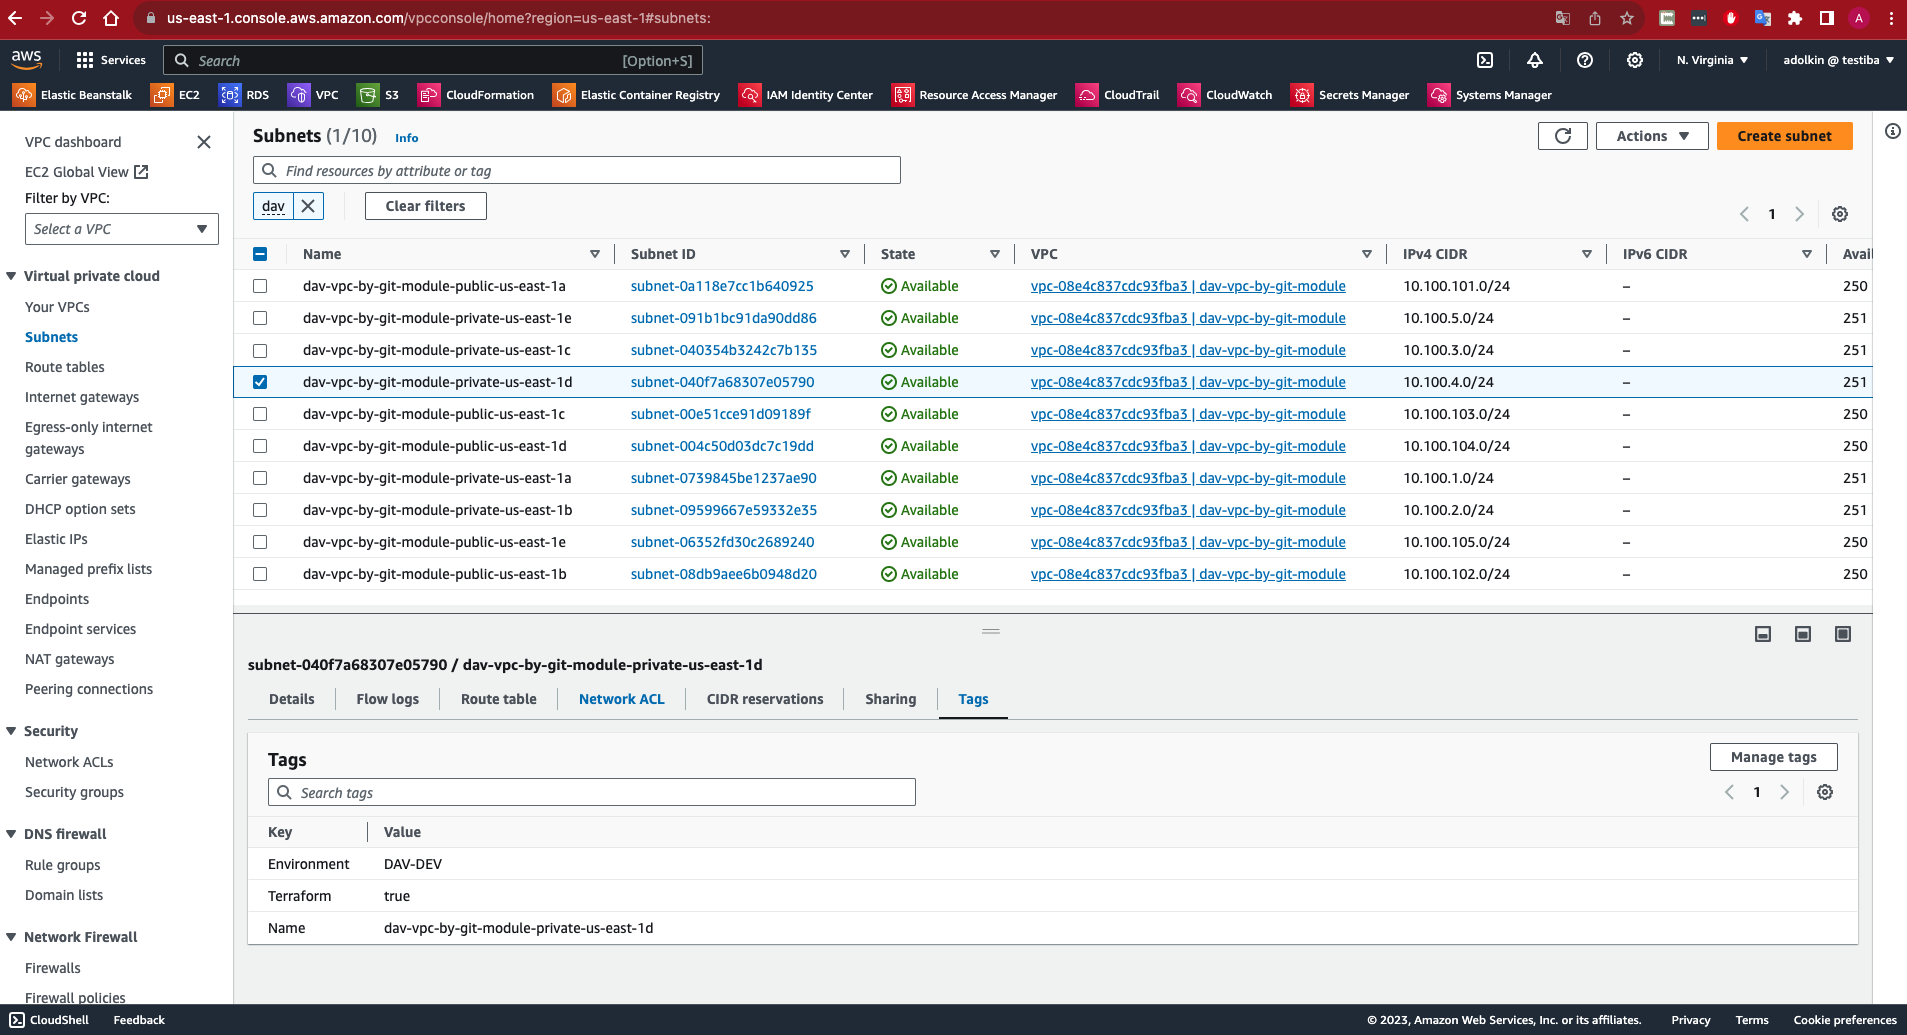 us-east-1.console.aws.amazon.com/vpcconsole/home?region=us-east-1#subnets:
A
aws
Services
Search
[Option+S]
N. Virginia
adolkin @ testiba
Elastic Beanstalk
EC2
RDS
VPC
S3
CloudFormation
Elastic Container Registry
IAM Identity Center
Resource Access Manager
CloudTrail
CloudWatch
Secrets Manager
Systems Manager
VPC dashboard
EC2 Global View
Filter by VPC:
Select a VPC
Virtual private cloud
Your VPCs
Subnets
Route tables
Internet gateways
Egress-only internet
gateways
Carrier gateways
DHCP option sets
Elastic IPs
Managed prefix lists
Endpoints
Endpoint services
NAT gateways
Peering connections
Security
Network ACLs
Security groups
DNS firewall
Rule groups
Domain lists
Network Firewall
Firewalls
Firewall policies
Subnets (1/10) Info
Actions
Create subnet
Find resources by attribute or tag
dav
Clear filters
1
Name Subnet ID State VPC IPv4 CIDR IPv6 CIDR Avai
dav-vpc-by-git-module-public-us-east-1a subnet-0a118e7cc1b640925 Available vpc-08e4c837cdc93fba3 | dav-vpc-by-git-module 10.100.101.0/24 – 250
dav-vpc-by-git-module-private-us-east-1e subnet-091b1bc91da90dd86 Available vpc-08e4c837cdc93fba3 | dav-vpc-by-git-module 10.100.5.0/24 – 251
dav-vpc-by-git-module-private-us-east-1c subnet-040354b3242c7b135 Available vpc-08e4c837cdc93fba3 | dav-vpc-by-git-module 10.100.3.0/24 – 251
dav-vpc-by-git-module-private-us-east-1d subnet-040f7a68307e05790 Available vpc-08e4c837cdc93fba3 | dav-vpc-by-git-module 10.100.4.0/24 – 251
dav-vpc-by-git-module-public-us-east-1c subnet-00e51cce91d09189f Available vpc-08e4c837cdc93fba3 | dav-vpc-by-git-module 10.100.103.0/24 – 250
dav-vpc-by-git-module-public-us-east-1d subnet-004c50d03dc7c19dd Available vpc-08e4c837cdc93fba3 | dav-vpc-by-git-module 10.100.104.0/24 – 250
dav-vpc-by-git-module-private-us-east-1a subnet-0739845be1237ae90 Available vpc-08e4c837cdc93fba3 | dav-vpc-by-git-module 10.100.1.0/24 – 251
dav-vpc-by-git-module-private-us-east-1b subnet-09599667e59332e35 Available vpc-08e4c837cdc93fba3 | dav-vpc-by-git-module 10.100.2.0/24 – 251
dav-vpc-by-git-module-public-us-east-1e subnet-06352fd30c2689240 Available vpc-08e4c837cdc93fba3 | dav-vpc-by-git-module 10.100.105.0/24 – 250
dav-vpc-by-git-module-public-us-east-1b subnet-08db9aee6b0948d20 Available vpc-08e4c837cdc93fba3 | dav-vpc-by-git-module 10.100.102.0/24 – 250
subnet-040f7a68307e05790 / dav-vpc-by-git-module-private-us-east-1d
Details Flow logs Route table Network ACL CIDR reservations Sharing Tags
Tags
Manage tags
Search tags
1
Key Value
Environment DAV-DEV
Terraform true
Name dav-vpc-by-git-module-private-us-east-1d
CloudShell Feedback © 2023, Amazon Web Services, Inc. or its affiliates. Privacy Terms Cookie preferences